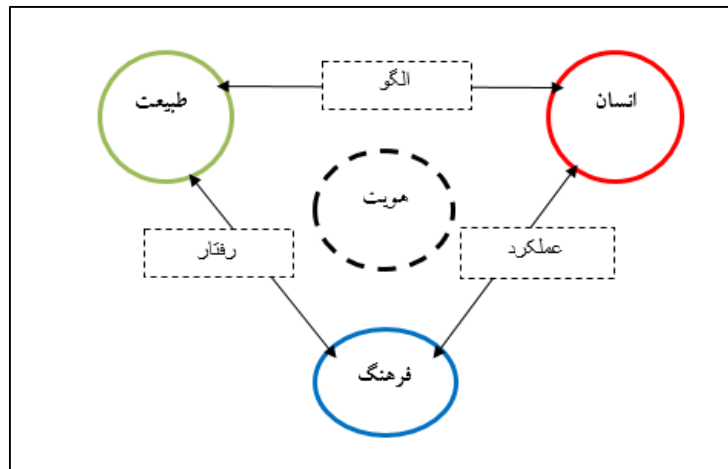 الگو
انسان
طبیعت
هویت
عملکرد
رفتار
فرهنگ